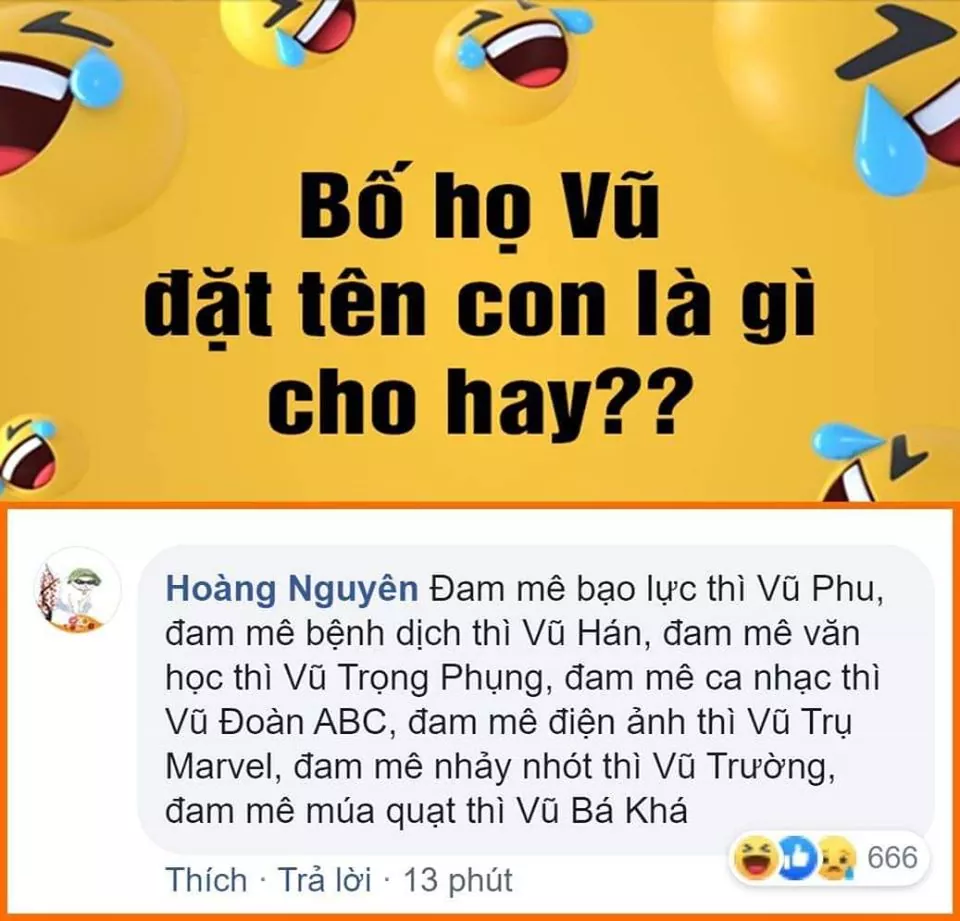 Bố họ Vũ
đặt tên con là gì
cho hay??
Hoàng Nguyên Đam mê bạo lực thì Vũ Phu,
đam mê bệnh dịch thì Vũ Hán, đam mê văn
học thì Vũ Trọng Phụng, đam mê ca nhạc thì
Vũ Đoàn ABC, đam mê điện ảnh thì Vũ Trụ
Marvel, đam mê nhảy nhót thì Vũ Trường,
đam mê múa quạt thì Vũ Bá Khá
666
Thích · Trả lời · 13 phút